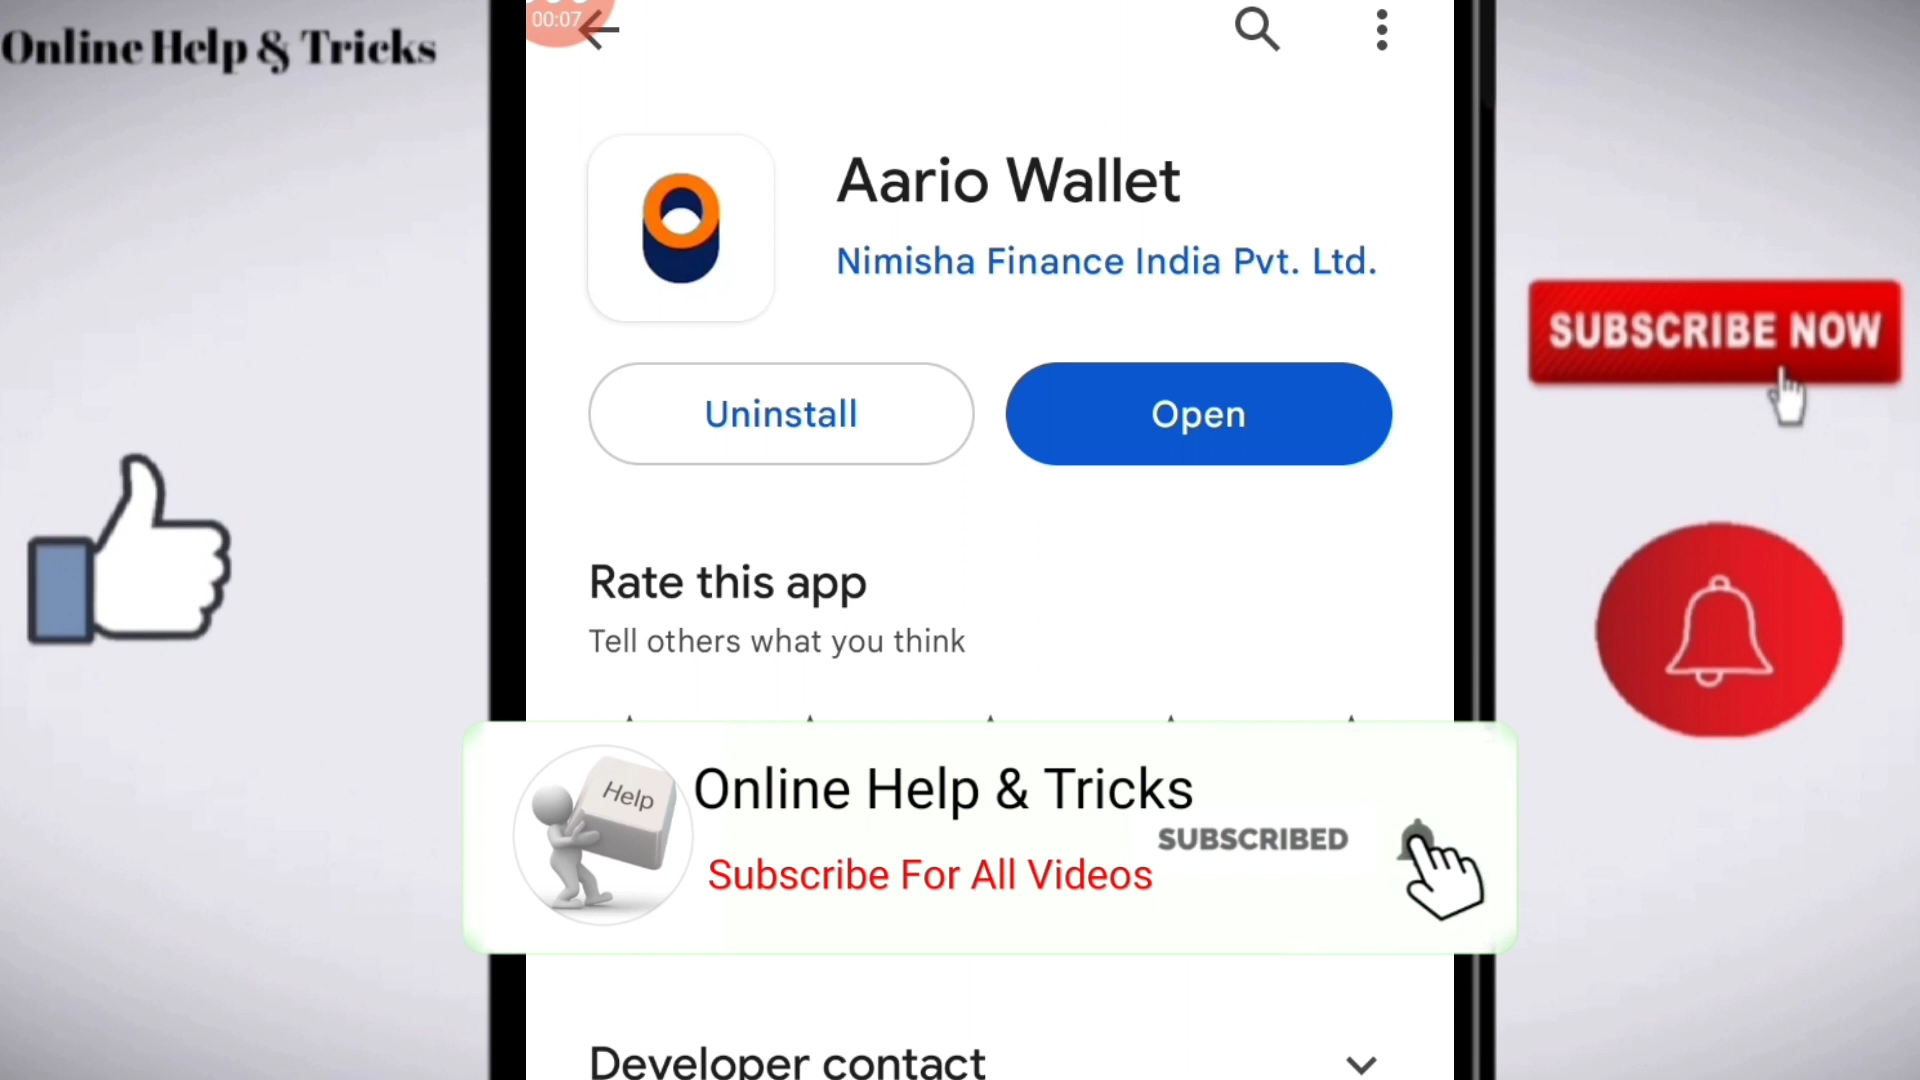 Online Help & Tricks
00:07
Aario Wallet
Nimisha Finance India Pvt. Ltd.
Uninstall
Open
SUBSCRIBE NOW
Rate this app
Tell others what you think
Help
Online Help & Tricks
SUBSCRIBED
Subscribe For All Videos
Developer contact